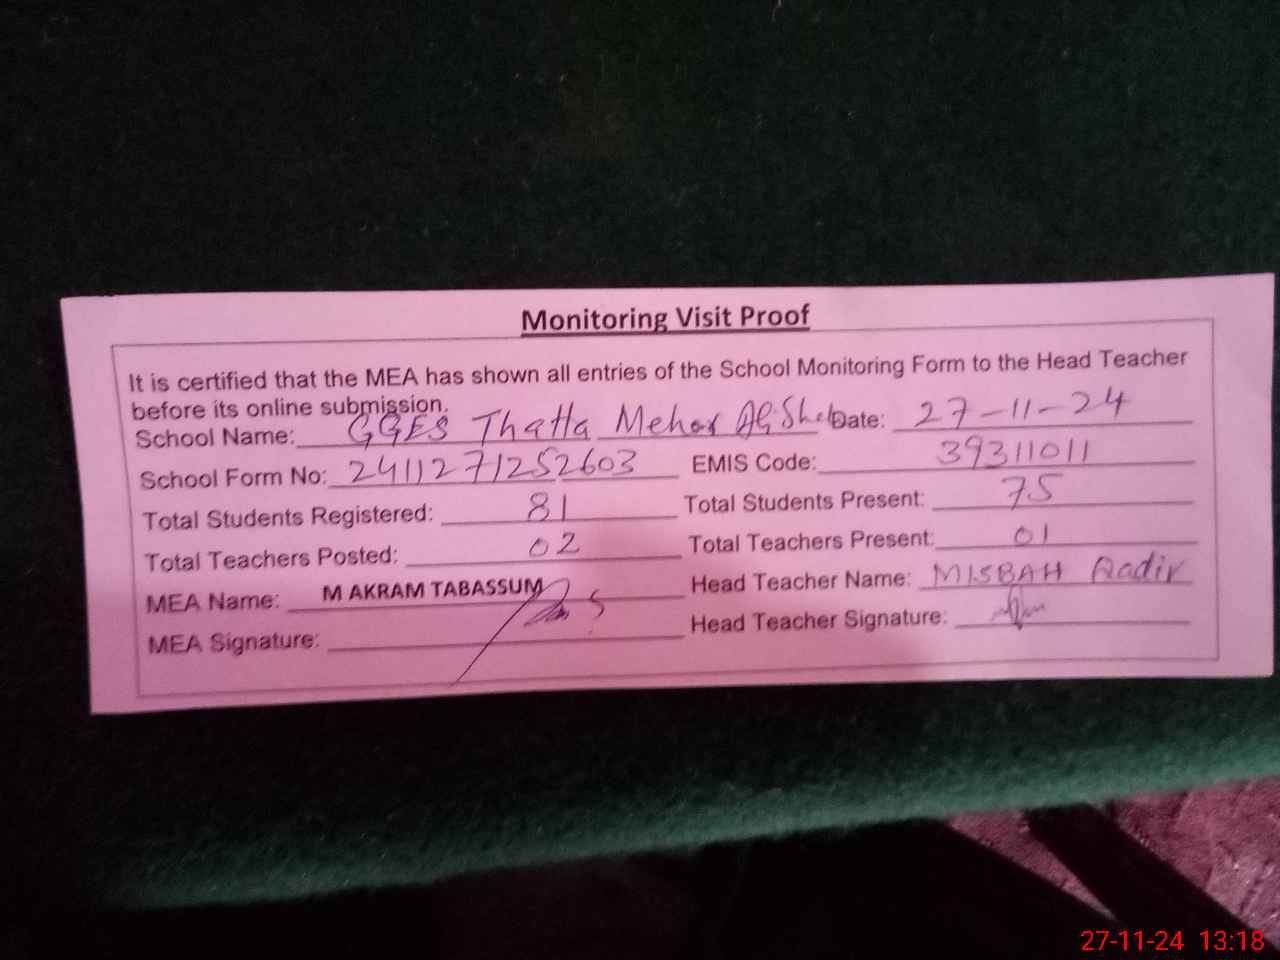 Monitoring Visit Proof
It is certified that the MEA has shown all entries of the School Monitoring Form to the Head Teacher
before its online submission.
School Name: GGES Thatta Mehar Date: 27-11-24
School Form No: 2411271252603 EMIS Code: 39311011
Total Students Registered: 81 Total Students Present: 75
Total Teachers Posted: 02 Total Teachers Present: 01
MEA Name: M AKRAM TABASSUM Head Teacher Name: MISBAH Qadir
MEA Signature: Head Teacher Signature:
27-11-24 13:18